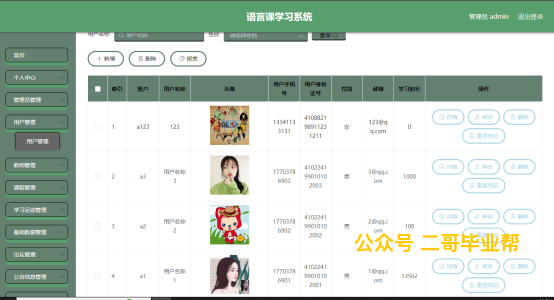 语言课学习系统
管理员 admin 退出登录
用户名称 用户名称 性别 请选择性别 查询
首页
个人中心
管理员管理
用户管理
用户管理
教师管理
课程管理
学习足迹管理
基础数据管理
论坛管理
公告信息管理
+ 新增 删除 报表
索引 账户 用户名称 头像 用户手机号 用户身份证号 性别 邮箱 学习时长 操作
1 a123 123 13341133131 410882198911231211 女 123@qq.com 0 详情 修改 删除 重置密码
2 a3 用户名称3 17703786903 410224199010102003 男 3@qq.com 1000 详情 修改 删除 重置密码
3 a2 用户名称2 17703786902 410224199010102002 男 2@qq.com 100 详情 修改 删除
4 a1 用户名称1 17703786901 410224199010102001 男 1@qq.com 13562 详情 修改 删除 重置密码
公众号 二哥毕业帮